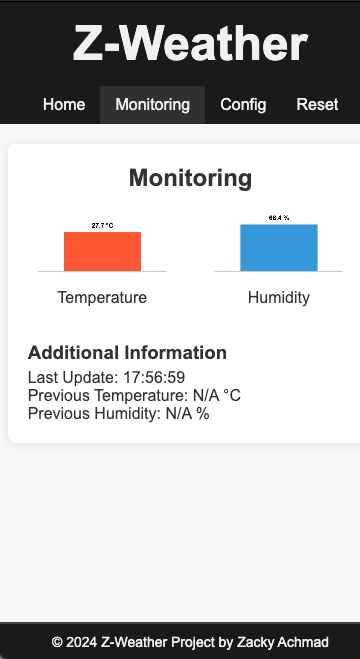 Z-Weather
Home Monitoring Config Reset
Monitoring
27.7 °C
66.4 %
Temperature
Humidity
Additional Information
Last Update: 17:56:59
Previous Temperature: N/A °C
Previous Humidity: N/A %
© 2024 Z-Weather Project by Zacky Achmad